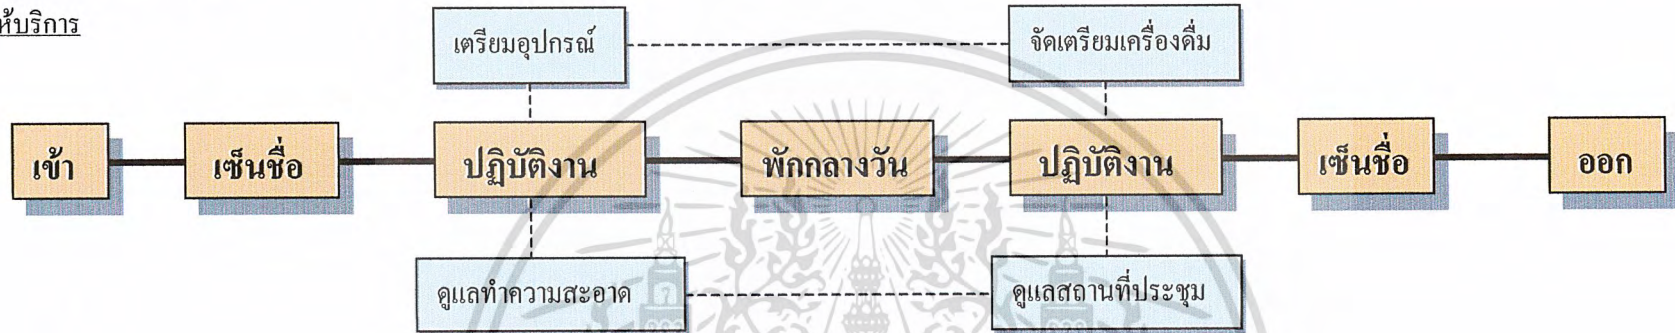 ห้บริการ
เตรียมอุปกรณ์
จัดเตรียมเครื่องดื่ม
เข้า
เซ็นชื่อ
ปฏิบัติงาน
พักกลางวัน
ปฏิบัติงาน
เซ็นชื่อ
ออก
ดูแลทำความสะอาด
ดูแลสถานที่ประชุม